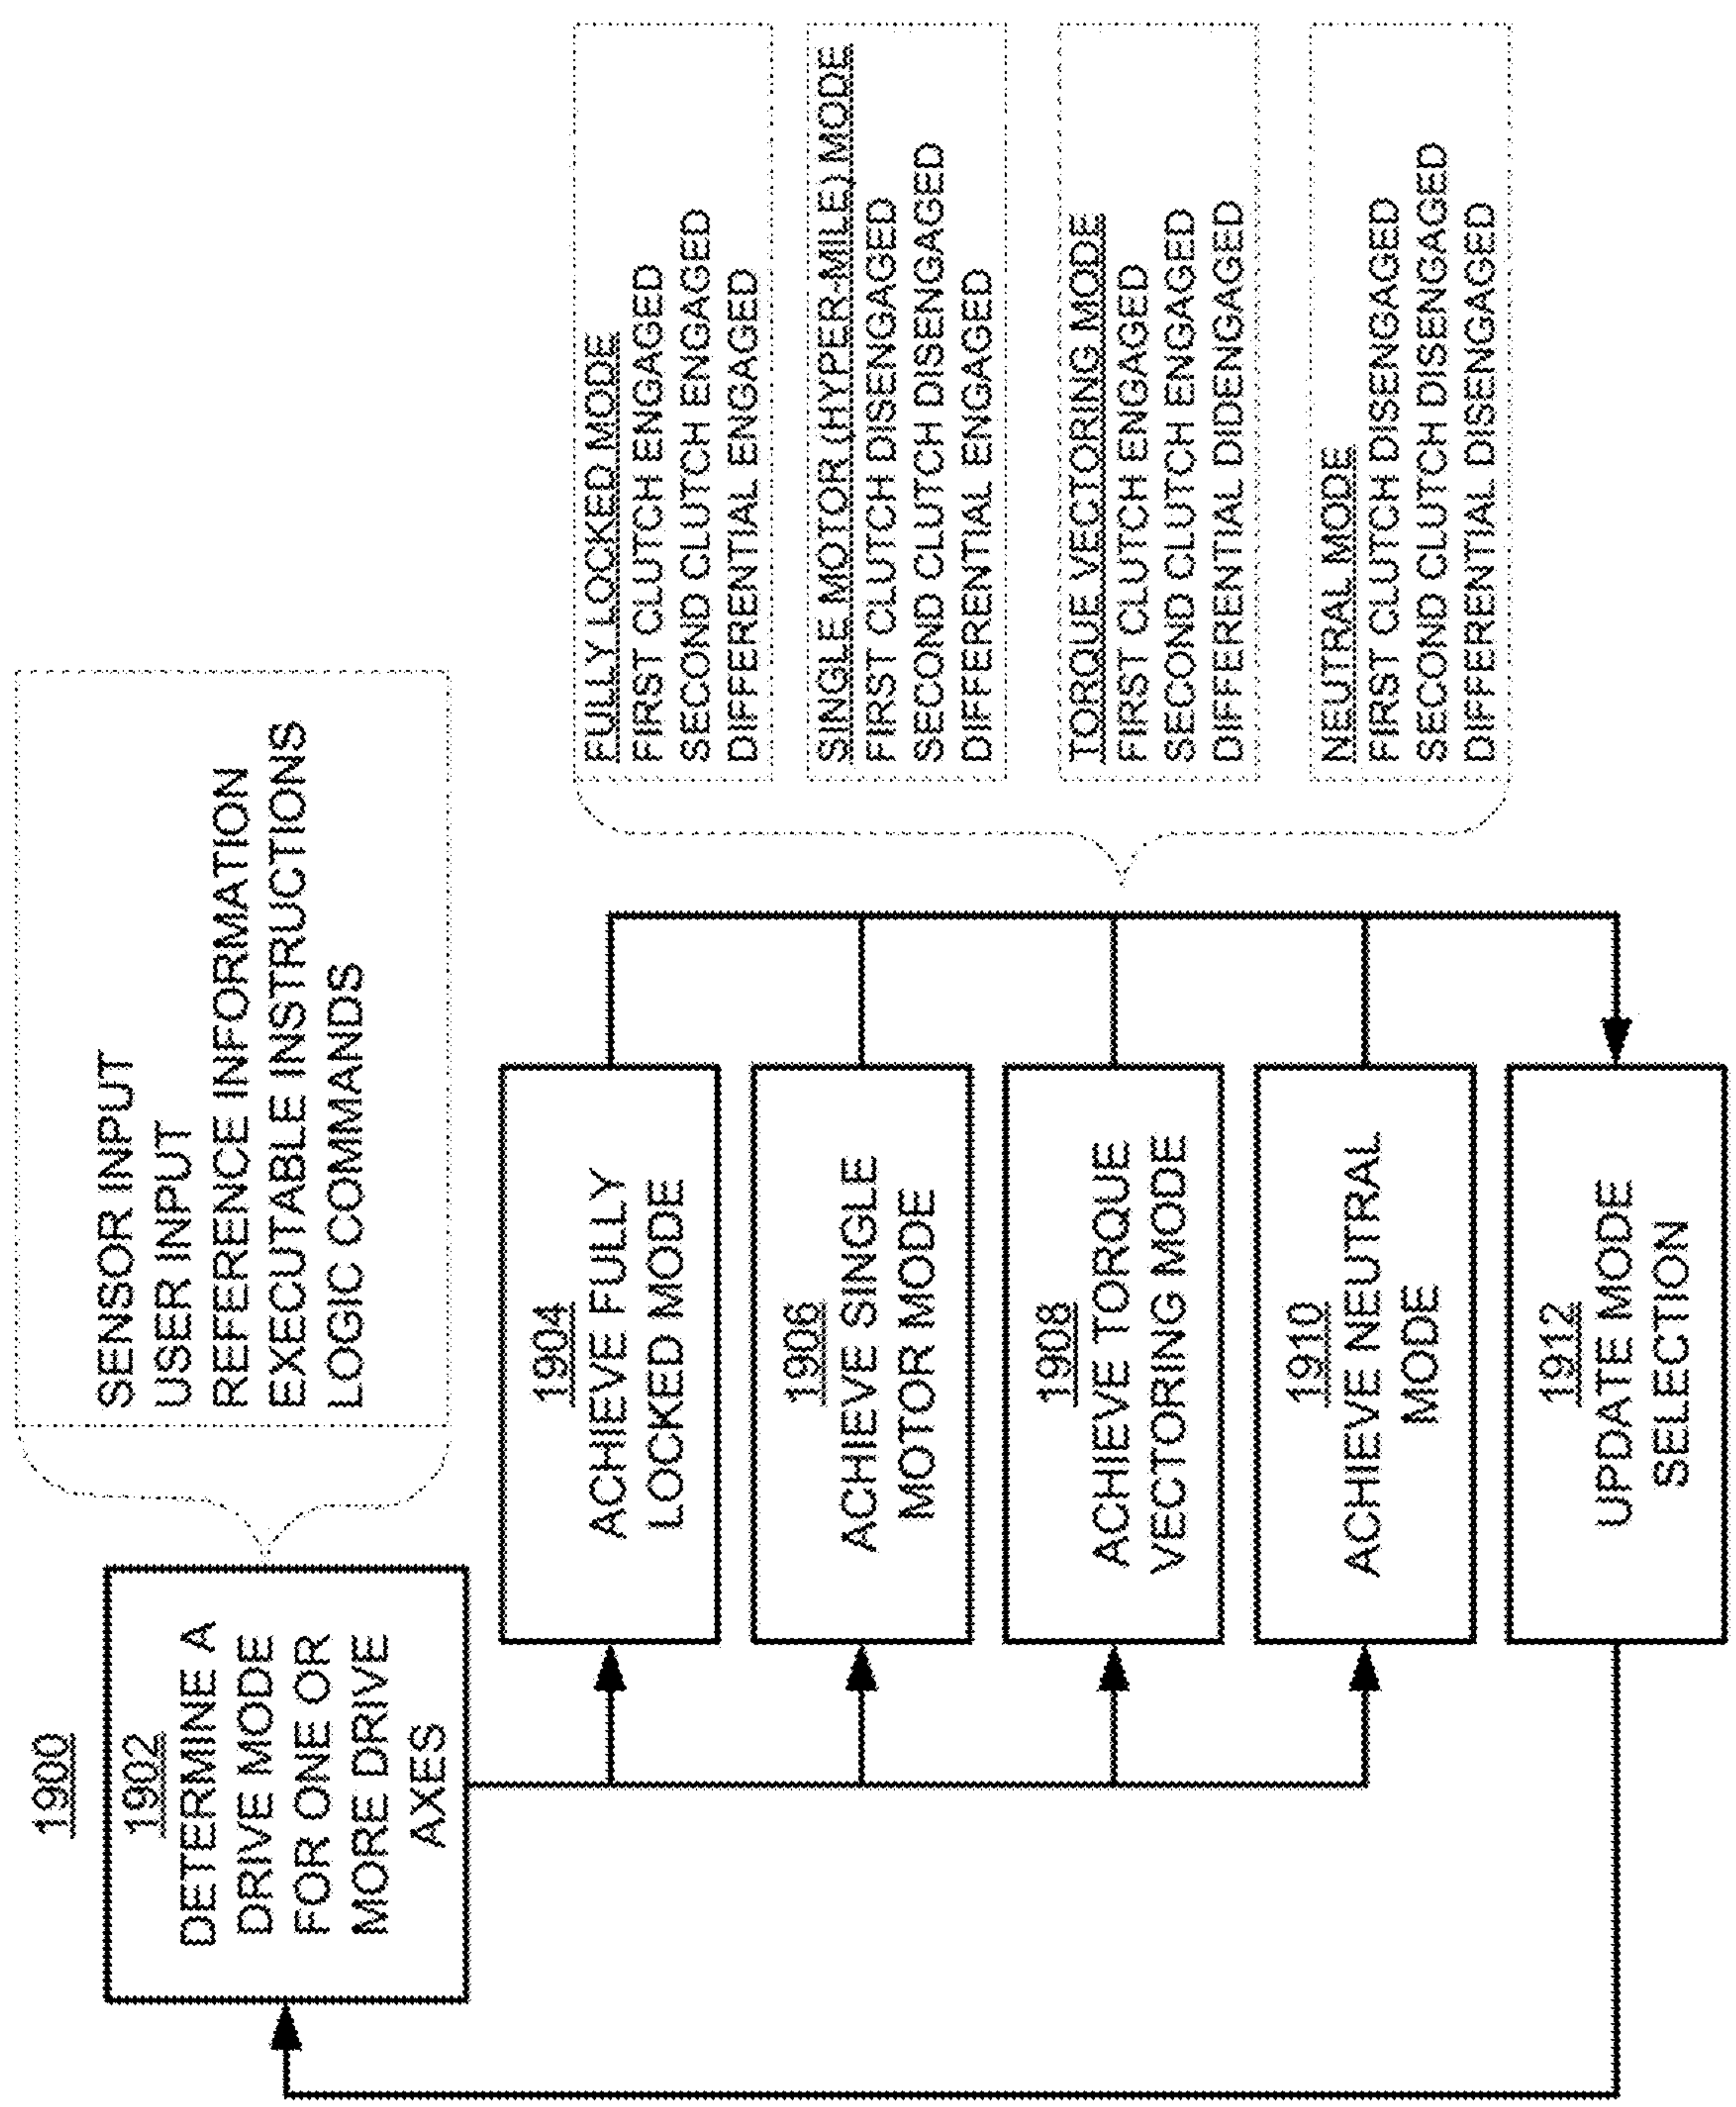 1900
1902
DETERMINE A
DRIVE MODE
FOR ONE OR
MORE DRIVE
AXES
SENSOR INPUT
USER INPUT
REFERENCE INFORMATION
EXECUTABLE INSTRUCTIONS
LOGIC COMMANDS
1904
ACHIEVE FULLY
LOCKED MODE
1906
ACHIEVE SINGLE
MOTOR MODE
1908
ACHIEVE TORQUE
VECTORING MODE
1910
ACHIEVE NEUTRAL
MODE
1912
UPDATE MODE
SELECTION
FULLY LOCKED MODE
FIRST CLUTCH ENGAGED
SECOND CLUTCH ENGAGED
DIFFERENTIAL ENGAGED
SINGLE MOTOR (HYPER-MILE) MODE
FIRST CLUTCH DISENGAGED
SECOND CLUTCH DISENGAGED
DIFFERENTIAL ENGAGED
TORQUE VECTORING MODE
FIRST CLUTCH ENGAGED
SECOND CLUTCH ENGAGED
DIFFERENTIAL DIDENGAGED
NEUTRAL MODE
FIRST CLUTCH DISENGAGED
SECOND CLUTCH DISENGAGED
DIFFERENTIAL DISENGAGED